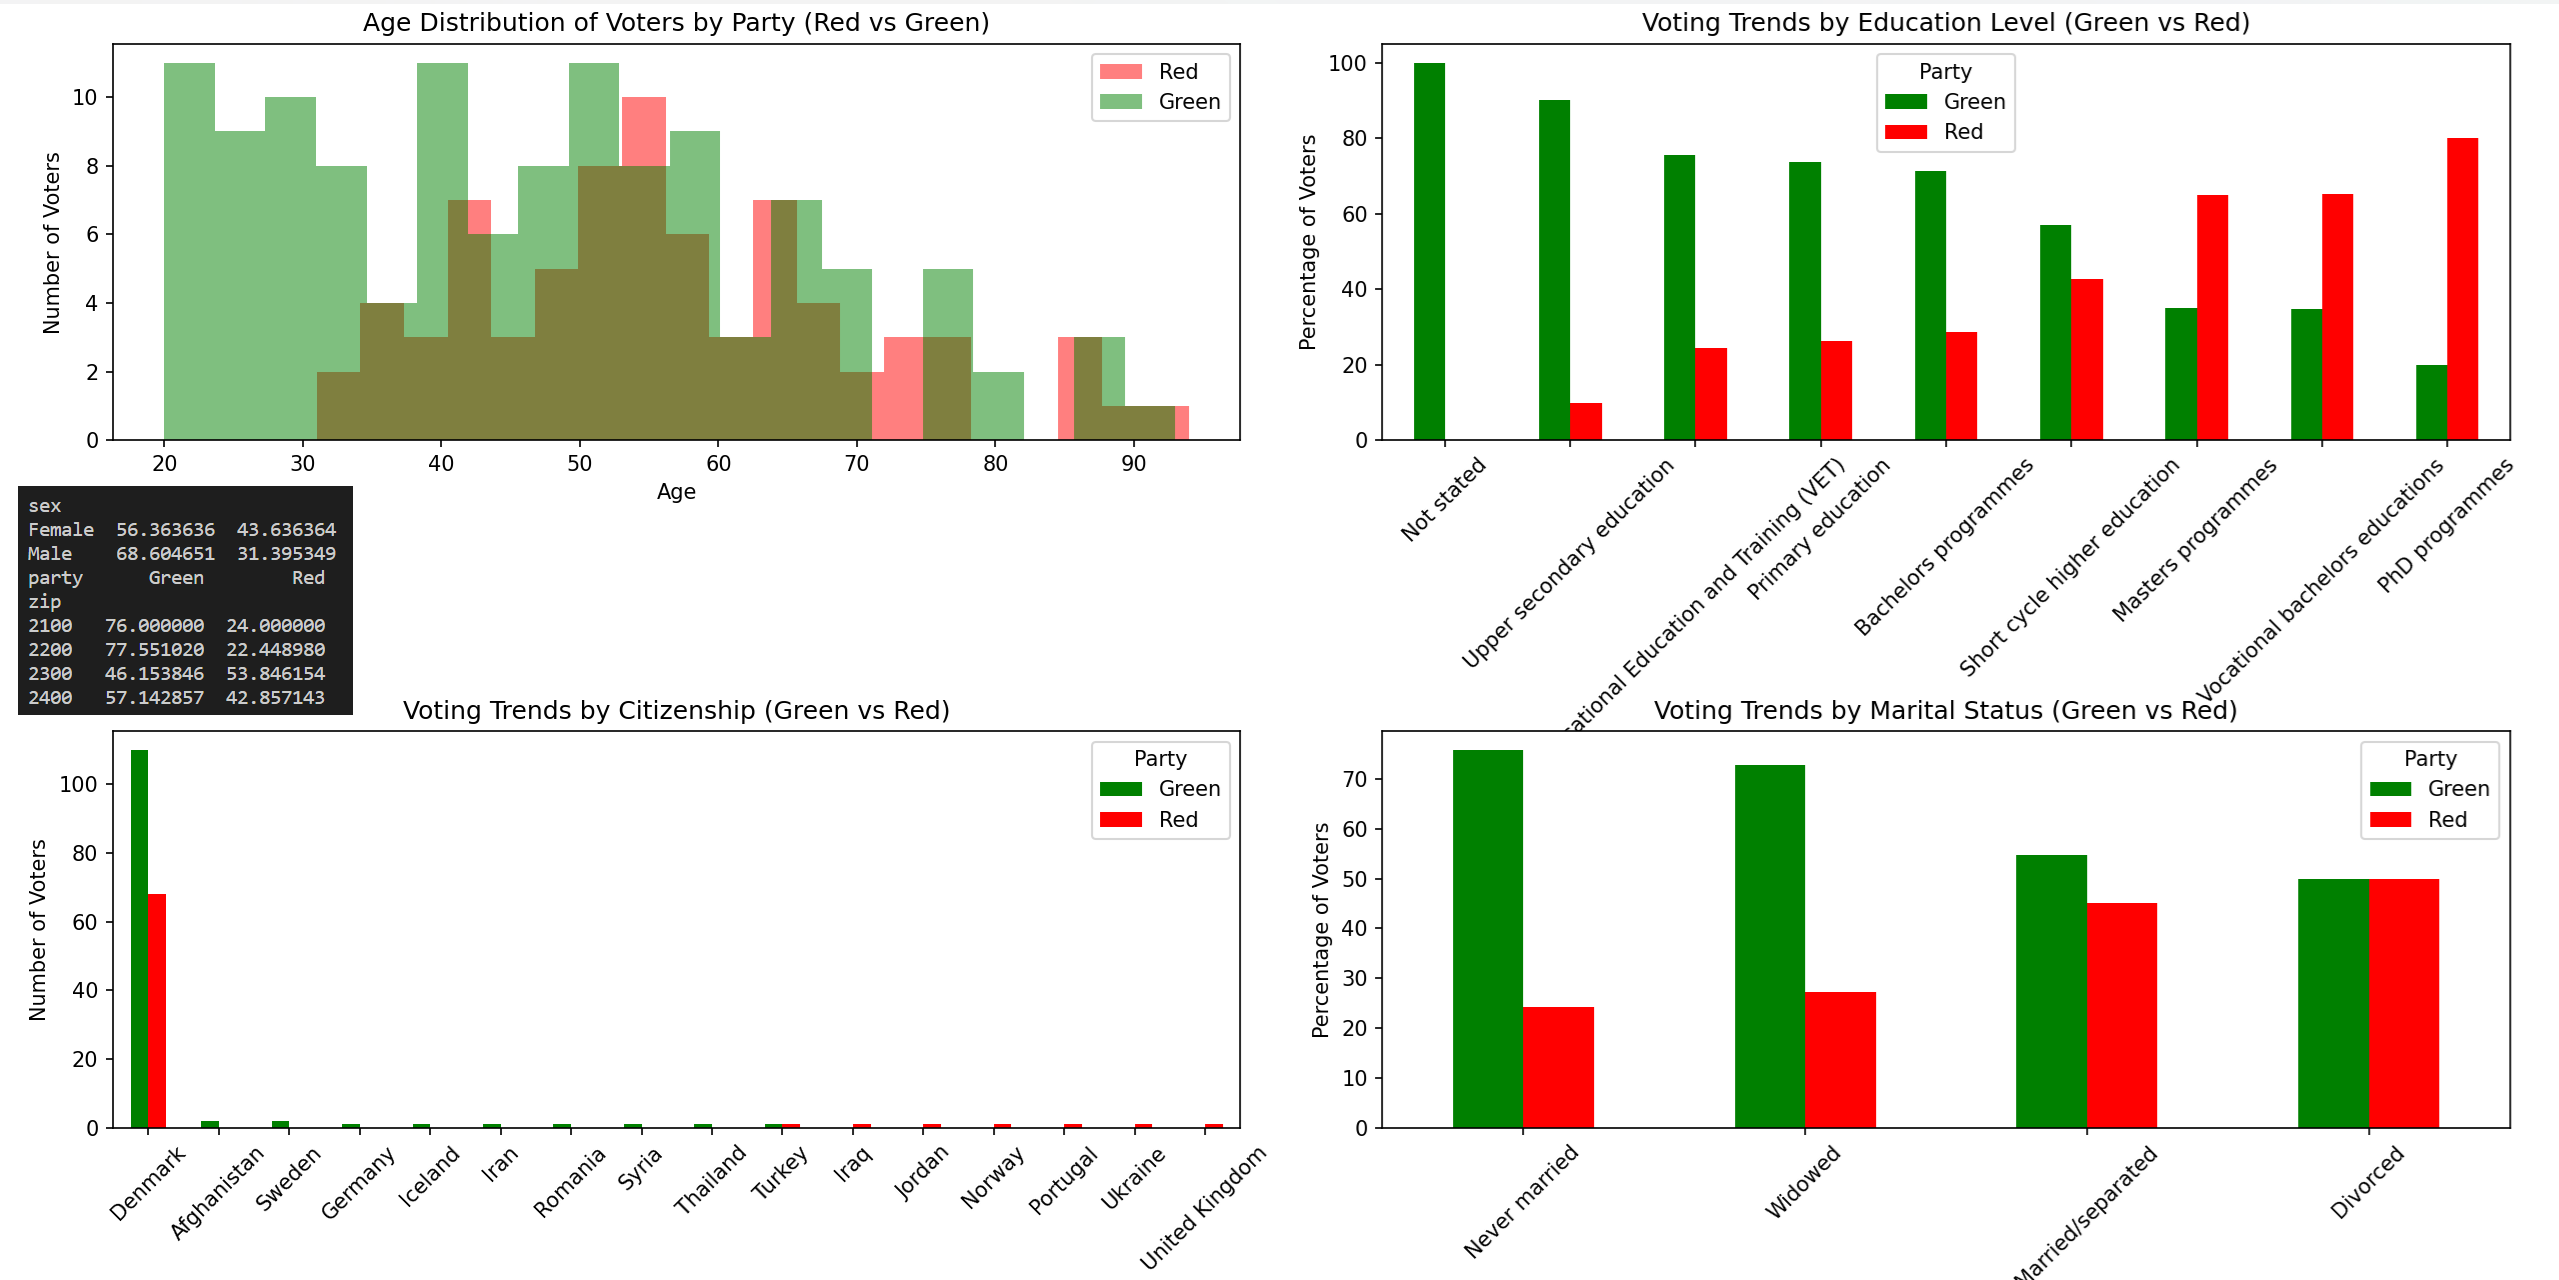 Age Distribution of Voters by Party (Red vs Green)
Number of Voters
10
8
6
4
2
0
Red
Green
20 30 40 50 60 70 80 90
Age
Voting Trends by Education Level (Green vs Red)
Percentage of Voters
100
80
60
40
20
0
Party
Green
Red
Not stated
Upper secondary education
cational Education and Training (VET)
Primary education
Bachelors programmes
Short cycle higher education
Masters programmes
Vocational bachelors educations
PhD programmes
sex
Female 56.363636 43.636364
Male 68.604651 31.395349
party Green Red
zip
2100 76.000000 24.000000
2200 77.551020 22.448980
2300 46.153846 53.846154
2400 57.142857 42.857143
Voting Trends by Citizenship (Green vs Red)
Number of Voters
100
80
60
40
20
0
Party
Green
Red
Denmark
Afghanistan
Sweden
Germany
Iceland
Iran
Romania
Syria
Thailand
Turkey
Iraq
Jordan
Norway
Portugal
Ukraine
United Kingdom
Voting Trends by Marital Status (Green vs Red)
Percentage of Voters
70
60
50
40
30
20
10
0
Party
Green
Red
Never married
Widowed
Married/separated
Divorced